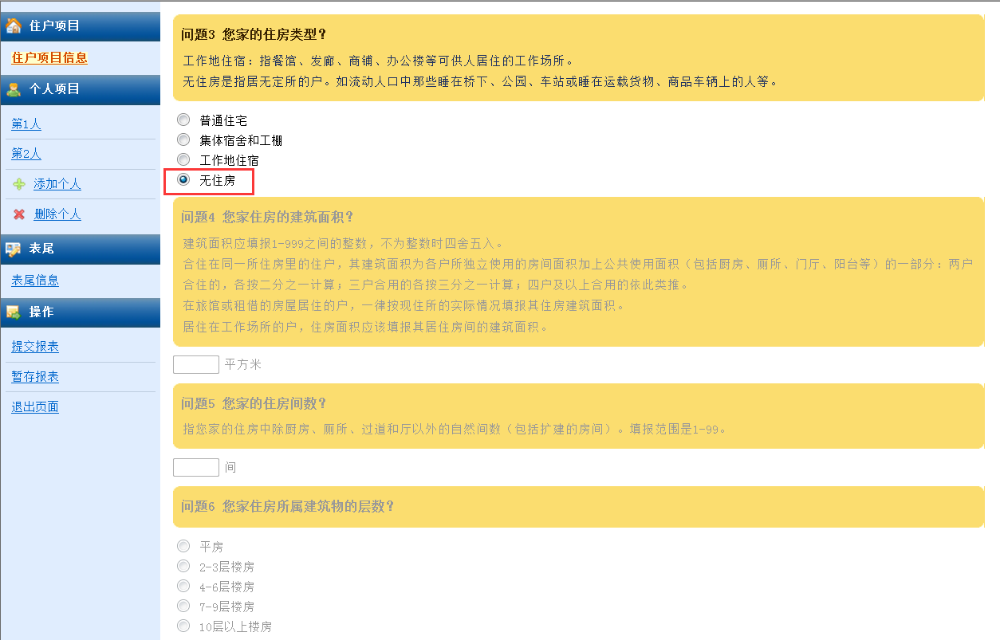 住户项目
住户项目信息
个人项目
第1人
第2人
添加个人
删除个人
表尾
表尾信息
操作
提交报表
暂存报表
退出页面
问题3 您家的住房类型？
工作地住宿：指餐馆、发廊、商铺、办公楼等可供人居住的工作场所。
无住房是指居无定所的户。如流动人口中那些睡在桥下、公园、车站或睡在运载货物、商品车辆上的人等。
普通住宅
集体宿舍和工棚
工作地住宿
无住房
问题4 您家住房的建筑面积？
建筑面积应填报1-999之间的整数，不为整数时四舍五入。
合住在同一所住房里的住户，其建筑面积为各户所独立使用的房间面积加上公共使用面积（包括厨房、厕所、门厅、阳台等）的一部分：两户
合住的，各按二分之一计算；三户合用的各按三分之一计算；四户及以上合用的依此类推。
在旅馆或租借的房屋居住的户，一律按现住所的实际情况填报其住房建筑面积。
居住在工作场所的户，住房面积应该填报其居住房间的建筑面积。
平方米
问题5 您家的住房间数？
指您家的住房中除厨房、厕所、过道和厅以外的自然间数（包括扩建的房间）。填报范围是1-99。
间
问题6 您家住房所属建筑物的层数？
平房
2-3层楼房
4-6层楼房
7-9层楼房
10层以上楼房